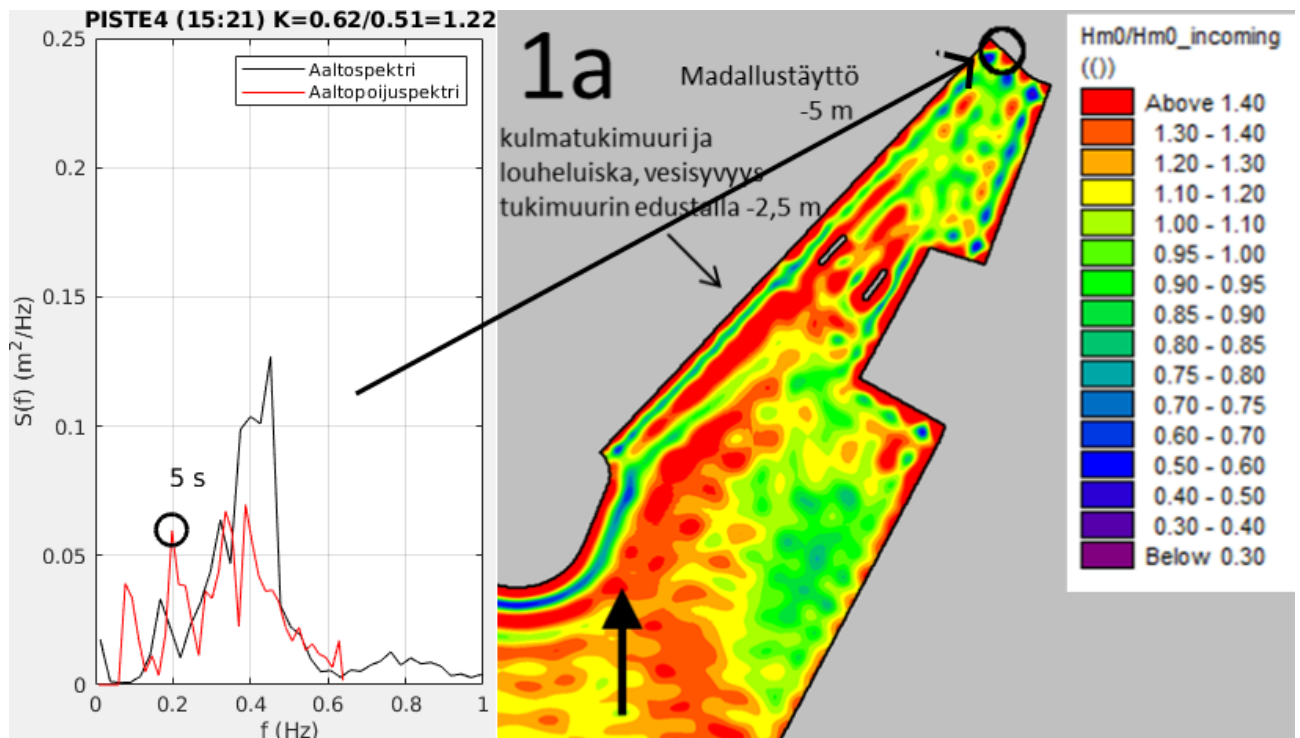 PISTE4 (15:21) K=0.62/0.51=1.22
0.25
0.2
0.15
0.1
0.05
0
S(f) (m²/Hz)
Aaltospektri
Aaltopoijuspektri
5 s
0 0.2 0.4 0.6 0.8 1
f (Hz)
1a
Madallustäyttö
-5 m
kulmatukimuuri ja
louheluiska, vesisyvyys
tukimuurin edustalla -2,5 m
Hm0/Hm0_incoming
(())
Above 1.40
1.30 - 1.40
1.20 - 1.30
1.10 - 1.20
1.00 - 1.10
0.95 - 1.00
0.90 - 0.95
0.85 - 0.90
0.80 - 0.85
0.75 - 0.80
0.70 - 0.75
0.60 - 0.70
0.50 - 0.60
0.40 - 0.50
0.30 - 0.40
Below 0.30